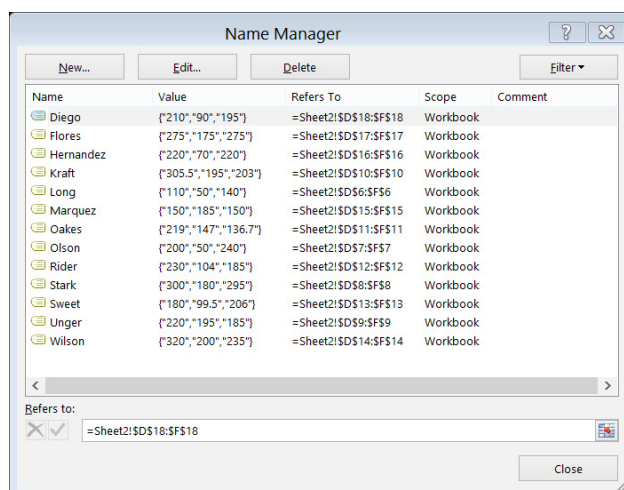 Name Manager
New... Edit... Delete Filter
Name Value Refers To Scope Comment
Diego {"210","90","195"} =Sheet2!$D$18:$F$18 Workbook
Flores {"275","175","275"} =Sheet2!$D$17:$F$17 Workbook
Hernandez {"220","70","220"} =Sheet2!$D$16:$F$16 Workbook
Kraft {"305.5","195","203"} =Sheet2!$D$10:$F$10 Workbook
Long {"110","50","140"} =Sheet2!$D$6:$F$6 Workbook
Marquez {"150","185","150"} =Sheet2!$D$15:$F$15 Workbook
Oakes {"219","147","136.7"} =Sheet2!$D$11:$F$11 Workbook
Olson {"200","50","240"} =Sheet2!$D$7:$F$7 Workbook
Rider {"230","104","185"} =Sheet2!$D$12:$F$12 Workbook
Stark {"300","180","295"} =Sheet2!$D$8:$F$8 Workbook
Sweet {"180","99.5","206"} =Sheet2!$D$13:$F$13 Workbook
Unger {"220","195","185"} =Sheet2!$D$9:$F$9 Workbook
Wilson {"320","200","235"} =Sheet2!$D$14:$F$14 Workbook
Refers to:
=Sheet2!$D$18:$F$18
Close